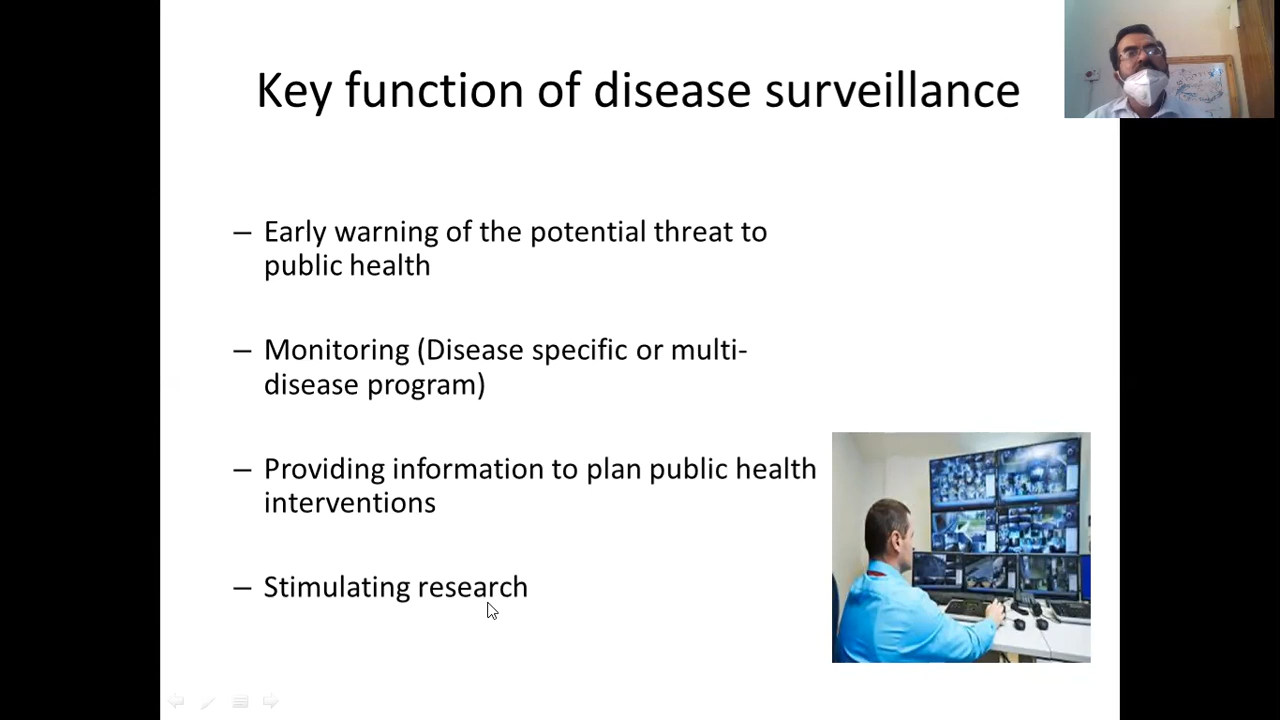 Key function of disease surveillance
– Early warning of the potential threat to
public health
– Monitoring (Disease specific or multi-
disease program)
– Providing information to plan public health
interventions
– Stimulating research